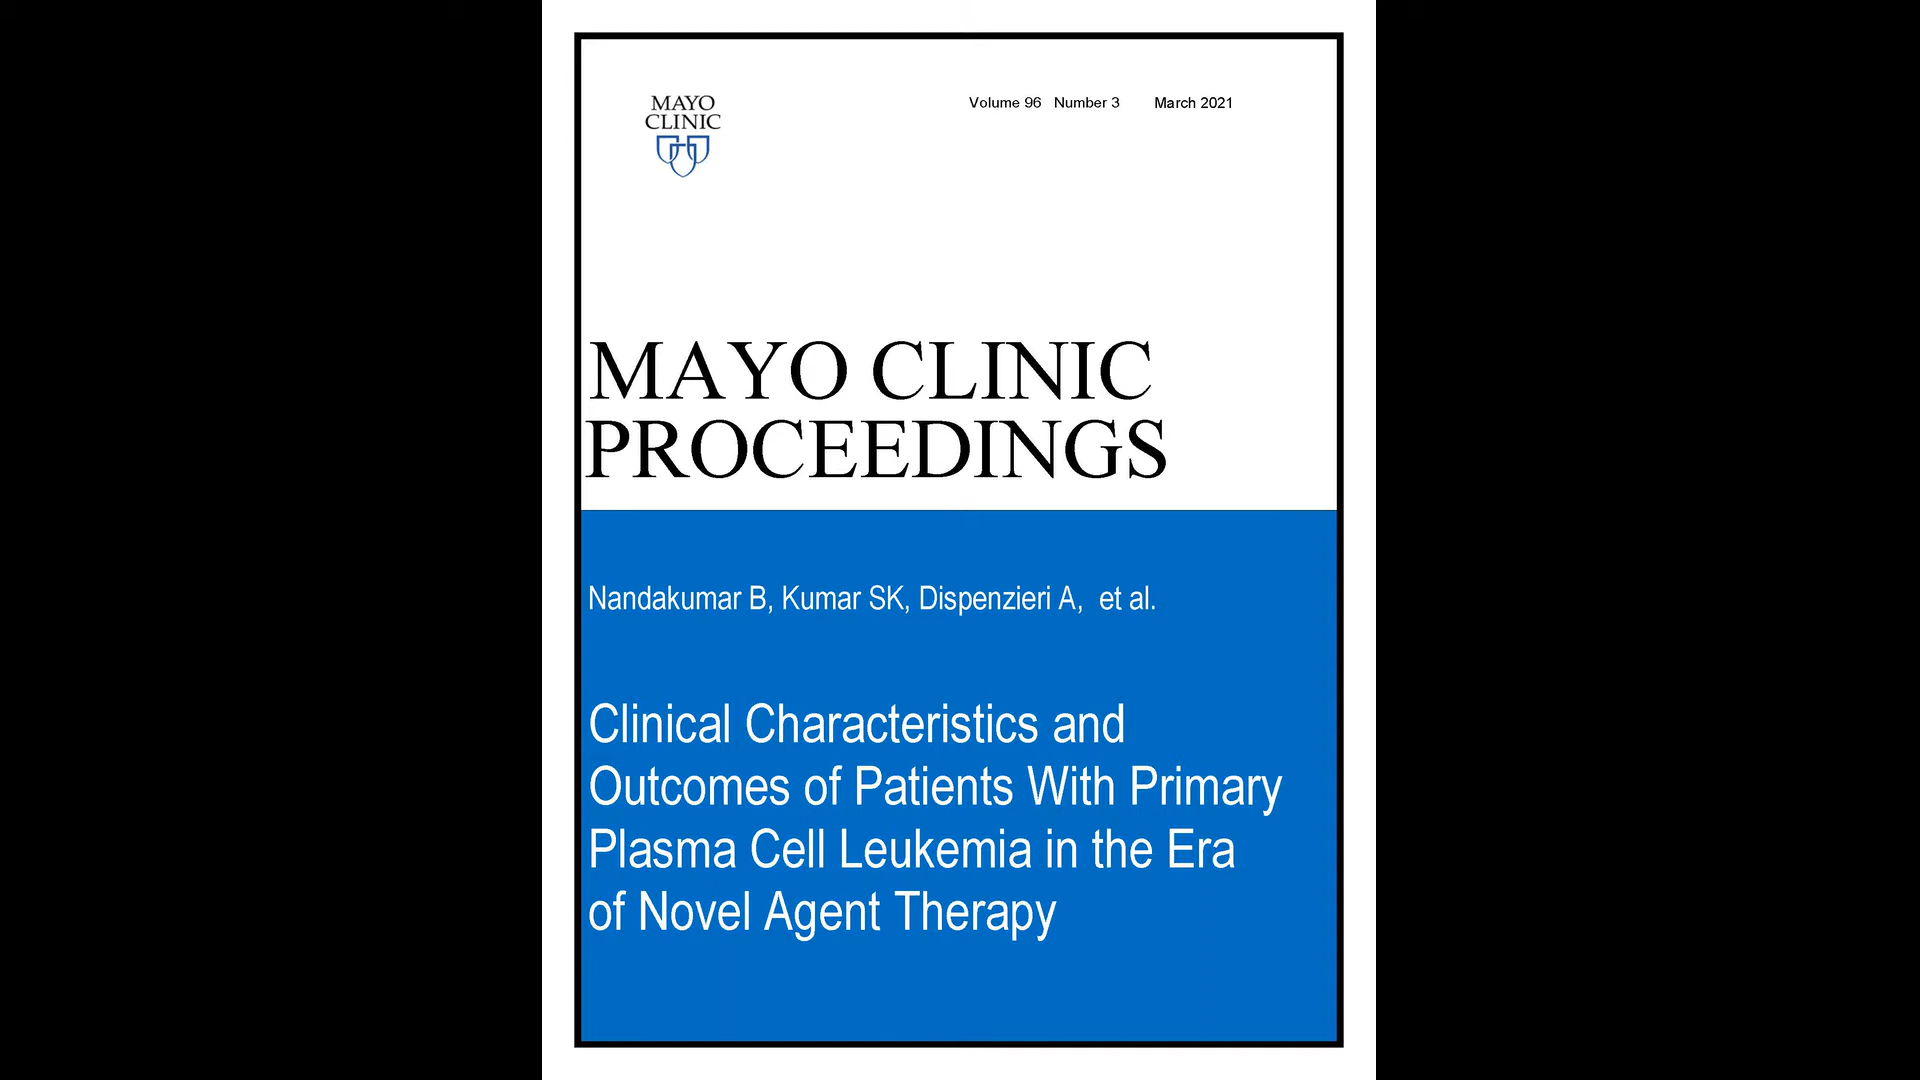 MAYO
CLINIC
Volume 96 Number 3 March 2021
MAYO CLINIC
PROCEEDINGS
Nandakumar B, Kumar SK, Dispenzieri A, et al.
Clinical Characteristics and
Outcomes of Patients With Primary
Plasma Cell Leukemia in the Era
of Novel Agent Therapy